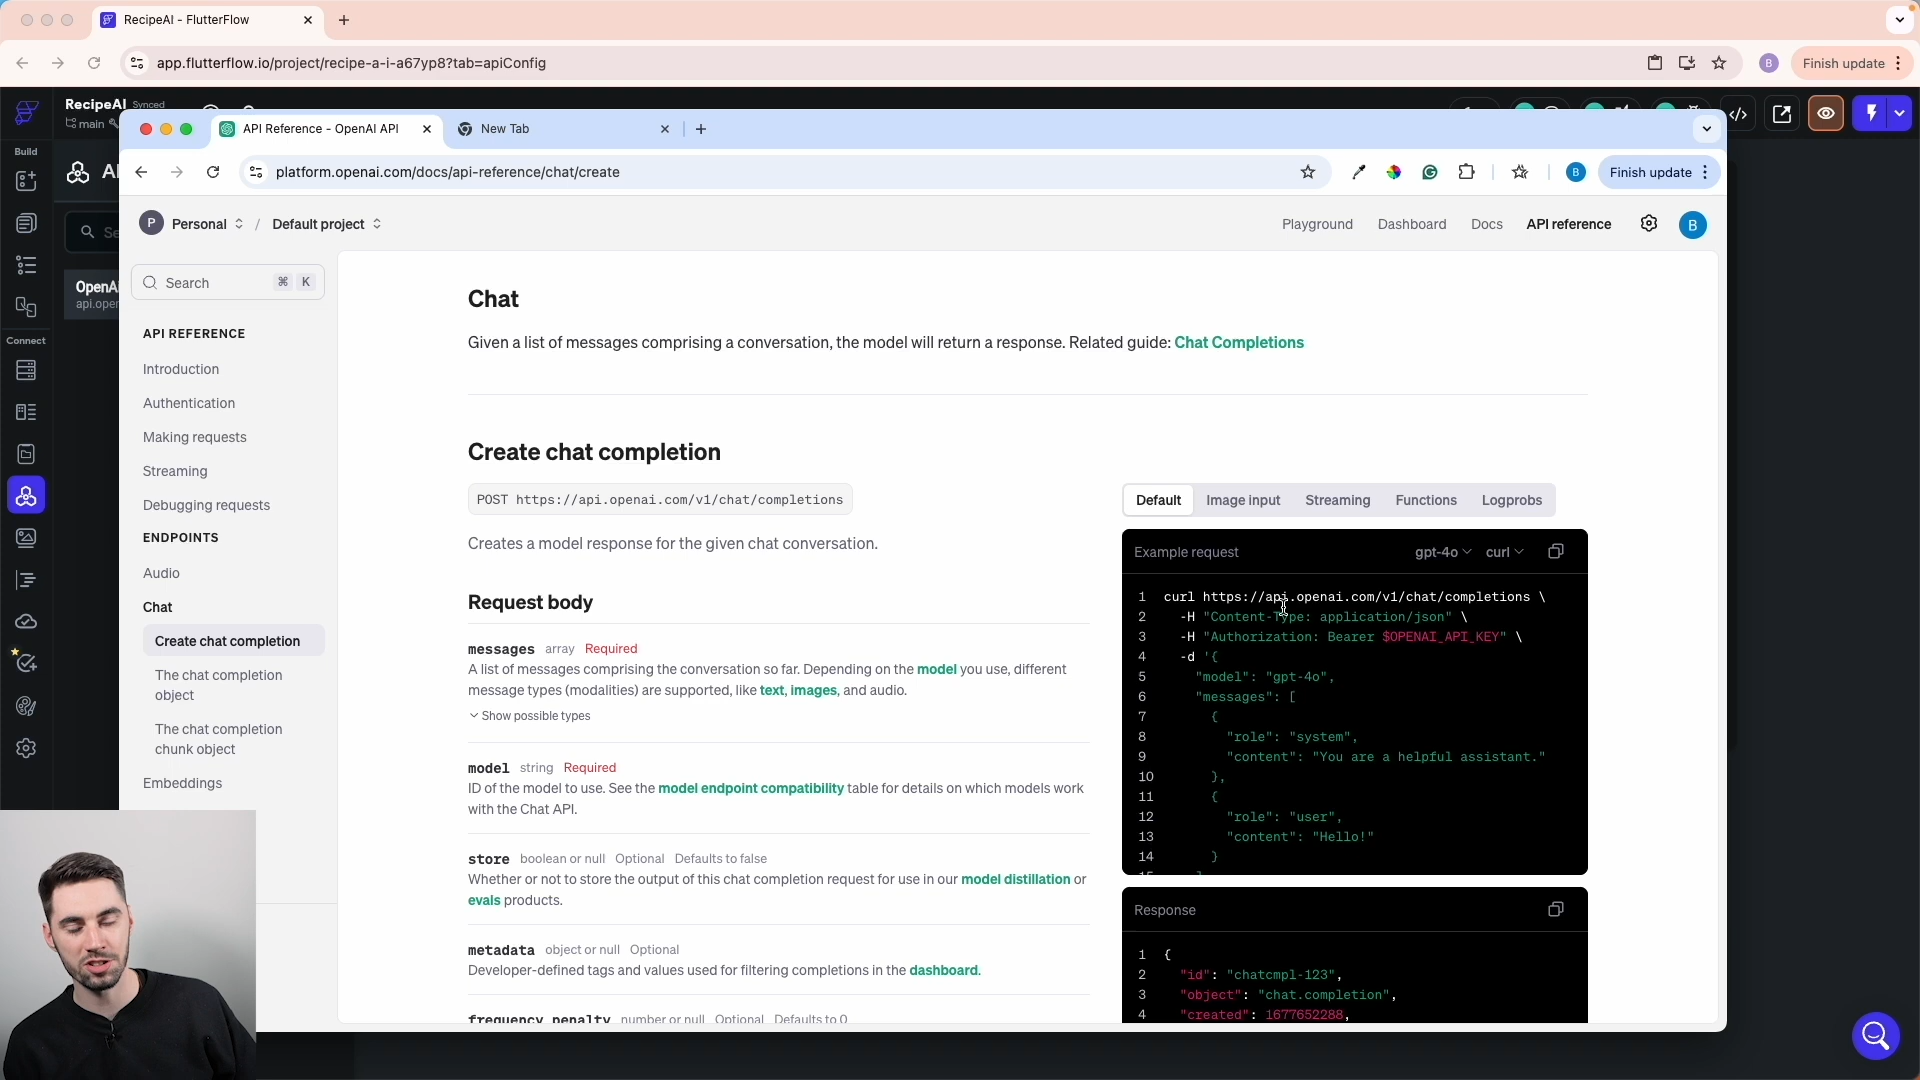 RecipeAI - FlutterFlow
app.flutterflow.io/project/recipe-a-i-a67yp8?tab=apiConfig
B
Finish update
RecipeAI Synced
main
Build
Connect
OpenA
api.open
API Reference - OpenAI API
New Tab
platform.openai.com/docs/api-reference/chat/create
B
Finish update
P Personal / Default project
Playground Dashboard Docs API reference B
Search ⌘ K
API REFERENCE
Introduction
Authentication
Making requests
Streaming
Debugging requests
ENDPOINTS
Audio
Chat
Create chat completion
The chat completion
object
The chat completion
chunk object
Embeddings
Chat
Given a list of messages comprising a conversation, the model will return a response. Related guide: Chat Completions
Create chat completion
POST https://api.openai.com/v1/chat/completions
Creates a model response for the given chat conversation.
Request body
messages array Required
A list of messages comprising the conversation so far. Depending on the model you use, different
message types (modalities) are supported, like text, images, and audio.
Show possible types
model string Required
ID of the model to use. See the model endpoint compatibility table for details on which models work
with the Chat API.
store boolean or null Optional Defaults to false
Whether or not to store the output of this chat completion request for use in our model distillation or
evals products.
metadata object or null Optional
Developer-defined tags and values used for filtering completions in the dashboard.
frequency_penalty number or null Optional Defaults to 0
Default Image input Streaming Functions Logprobs
Example request gpt-4o curl
1 curl https://api.openai.com/v1/chat/completions \
2 -H "Content-Type: application/json" \
3 -H "Authorization: Bearer $OPENAI_API_KEY" \
4 -d '{
5 "model": "gpt-4o",
6 "messages": [
7 {
8 "role": "system",
9 "content": "You are a helpful assistant."
10 },
11 {
12 "role": "user",
13 "content": "Hello!"
14 }
Response
1 {
2 "id": "chatcmpl-123",
3 "object": "chat.completion",
4 "created": 1677652288,